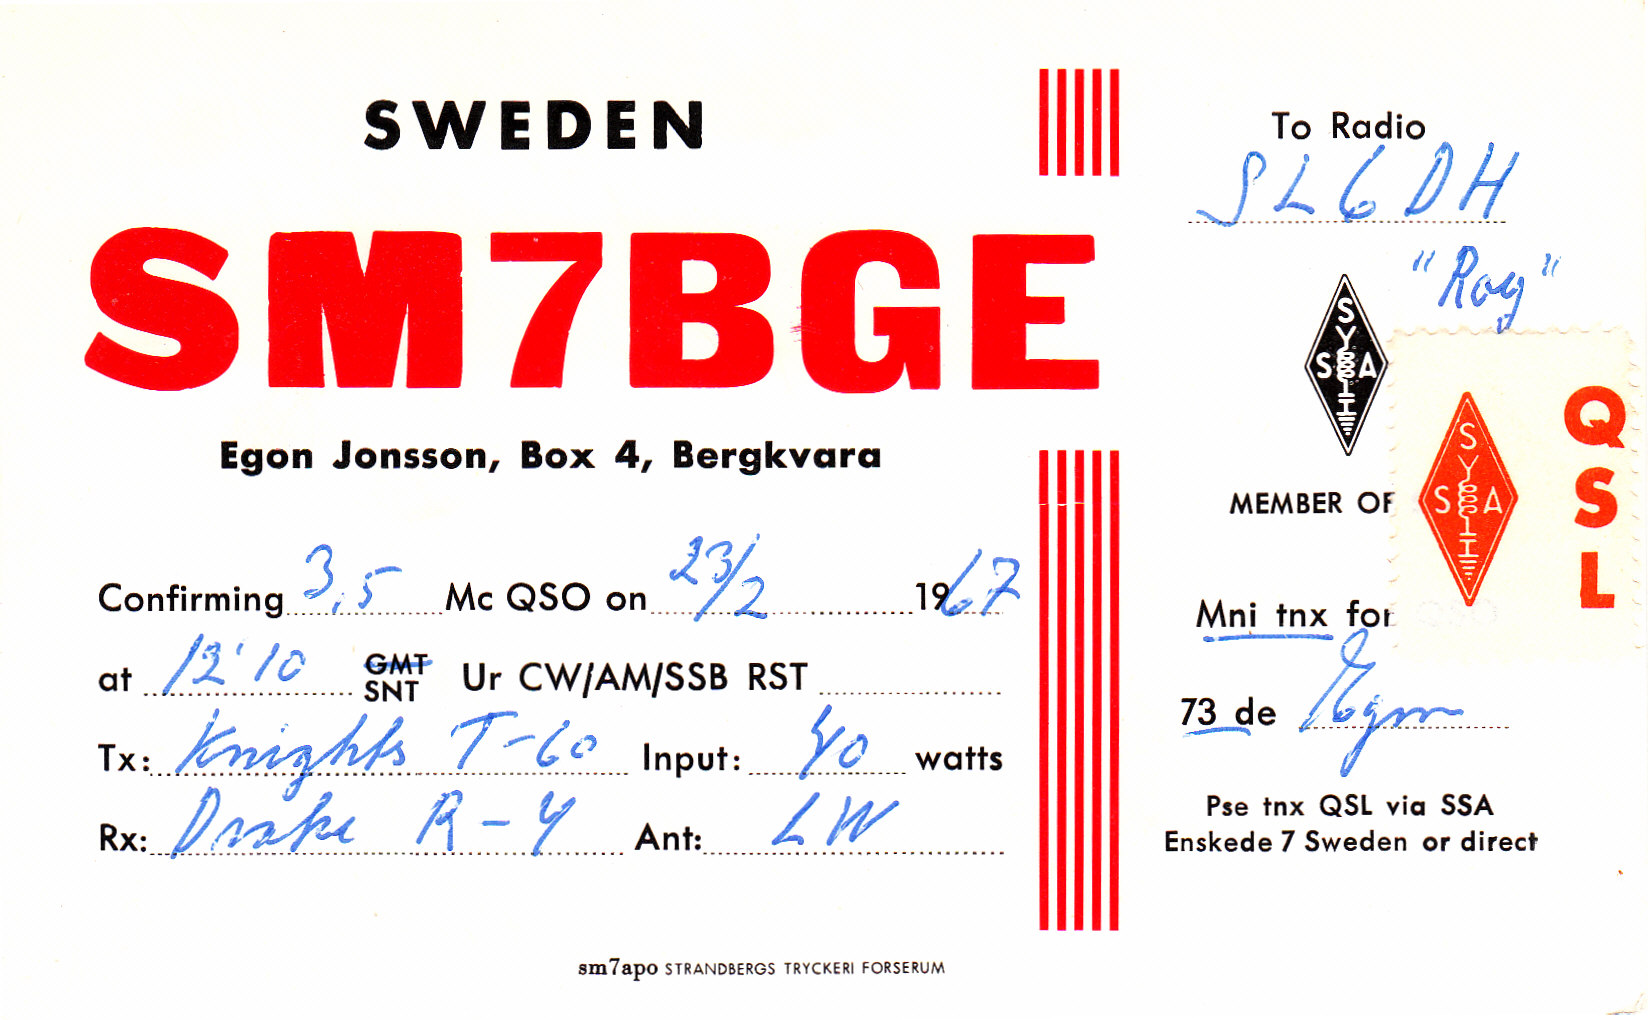 SWEDEN
SM7BGE
Egon Jonsson, Box 4, Bergkvara
Confirming 3,5 Mc QSO on 23/2 1967
at 12'10 GMT
SNT Ur CW/AM/SSB RST
Tx: Knights T-60 Input: 40 watts
Rx: Drake R-4 Ant: LW
sm7apo STRANDBERGS TRYCKERI FORSERUM
To Radio
SL6DH
"Roy"
SSA
MEMBER OF
SSA
QSL
Mni tnx for
73 de Egon
Pse tnx QSL via SSA
Enskede 7 Sweden or direct